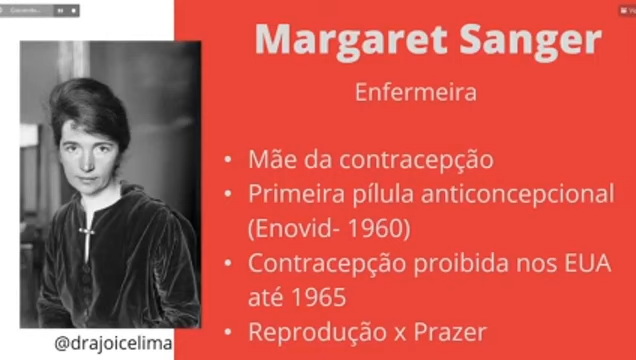 Margaret Sanger
Enfermeira
• Mãe da contracepção
• Primeira pílula anticoncepcional
(Enovid- 1960)
• Contracepção proibida nos EUA
até 1965
• Reprodução x Prazer
@drajoicelima